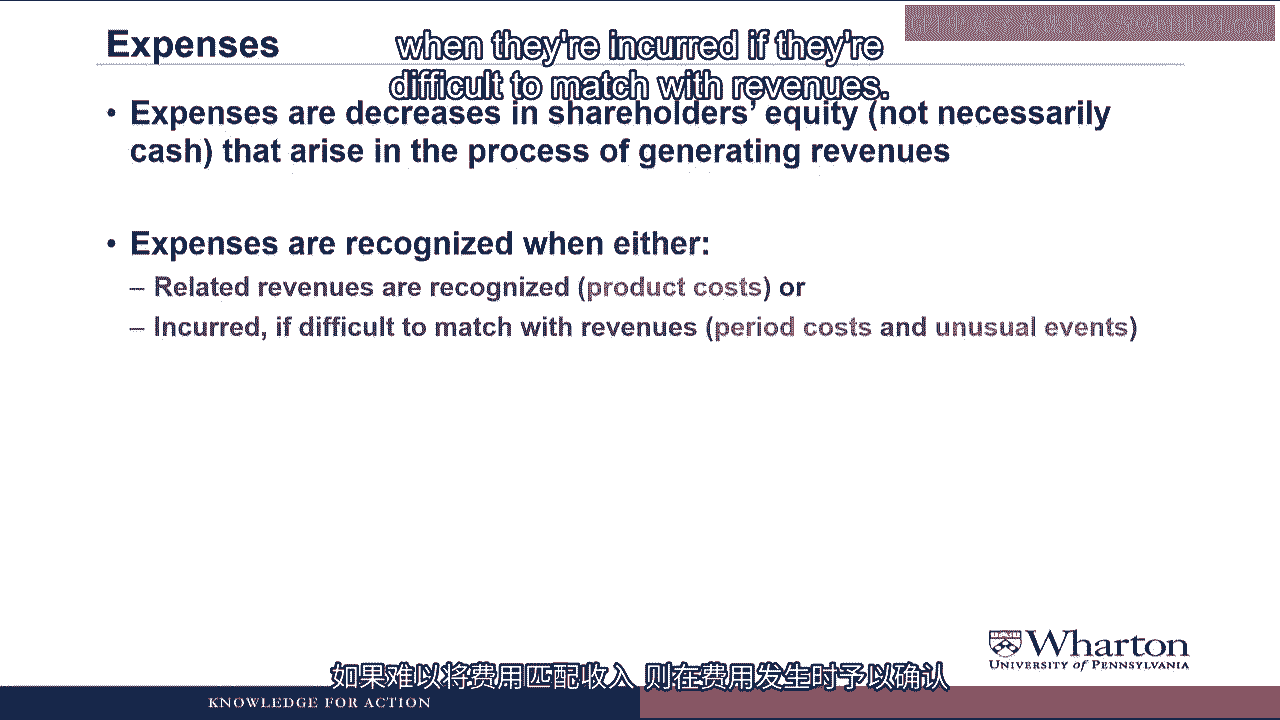 Expenses
when they're incurred if they're
difficult to match with revenues.
• Expenses are decreases in shareholders’ equity (not necessarily
cash) that arise in the process of generating revenues
• Expenses are recognized when either:
– Related revenues are recognized (product costs) or
– Incurred, if difficult to match with revenues (period costs and unusual events)
Wharton
UNIVERSITY of PENNSYLVANIA
如果难以将费用匹配收入 则在费用发生时予以确认
KNOWLEDGE FOR ACTION